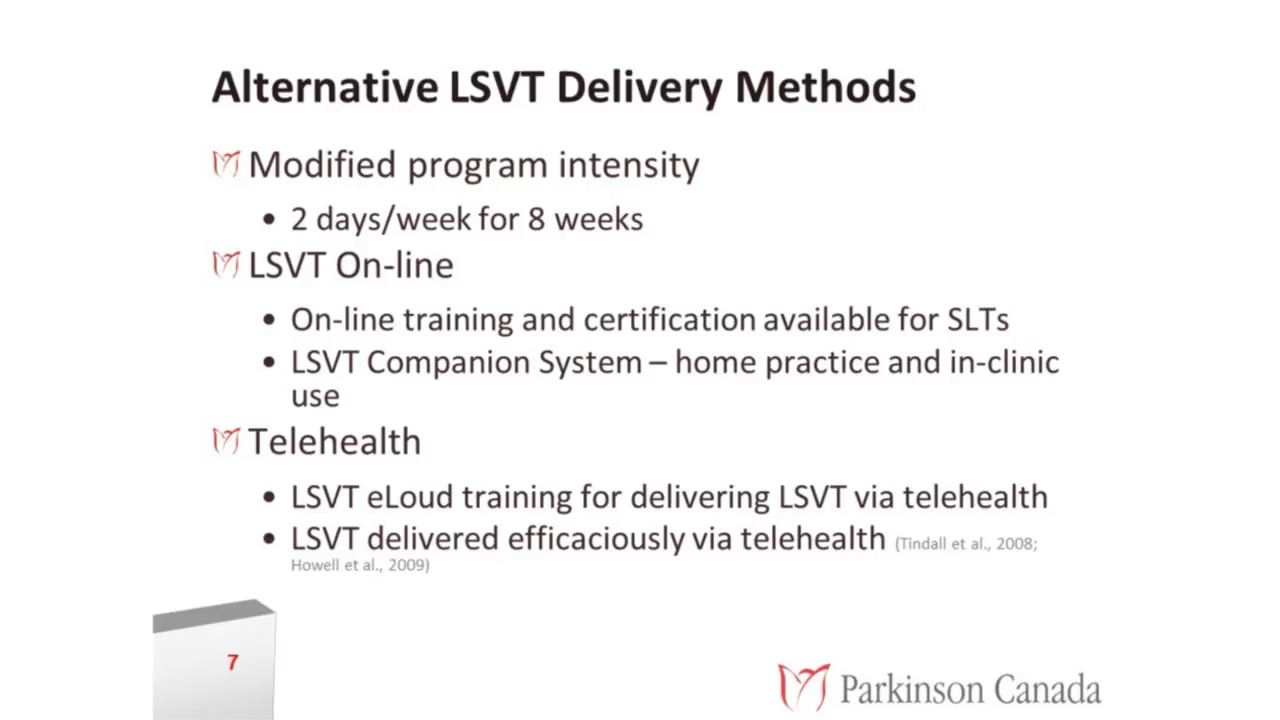 Alternative LSVT Delivery Methods
Modified program intensity
• 2 days/week for 8 weeks
LSVT On-line
• On-line training and certification available for SLTs
• LSVT Companion System – home practice and in-clinic
use
Telehealth
• LSVT eLoud training for delivering LSVT via telehealth
• LSVT delivered efficaciously via telehealth (Tindall et al., 2008;
Howell et al., 2009)
7
Parkinson Canada